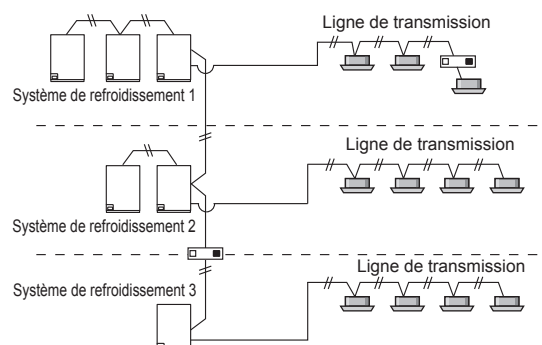 Ligne de transmission
Système de refroidissement 1
Ligne de transmission
Système de refroidissement 2
Ligne de transmission
Système de refroidissement 3